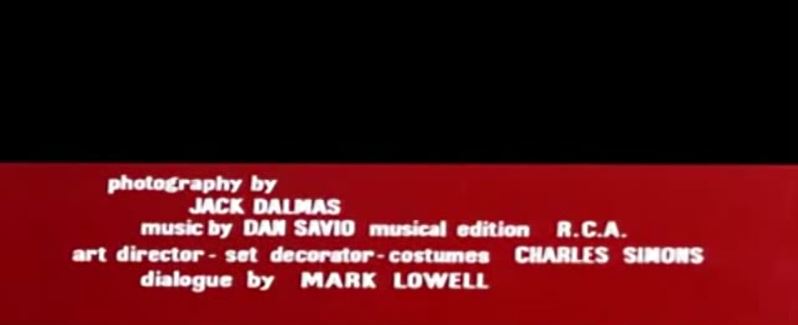 photography by
JACK DALMAS
music by DAN SAVIO musical edition R.C.A.
art director - set decorator - costumes CHARLES SIMONS
dialogue by MARK LOWELL